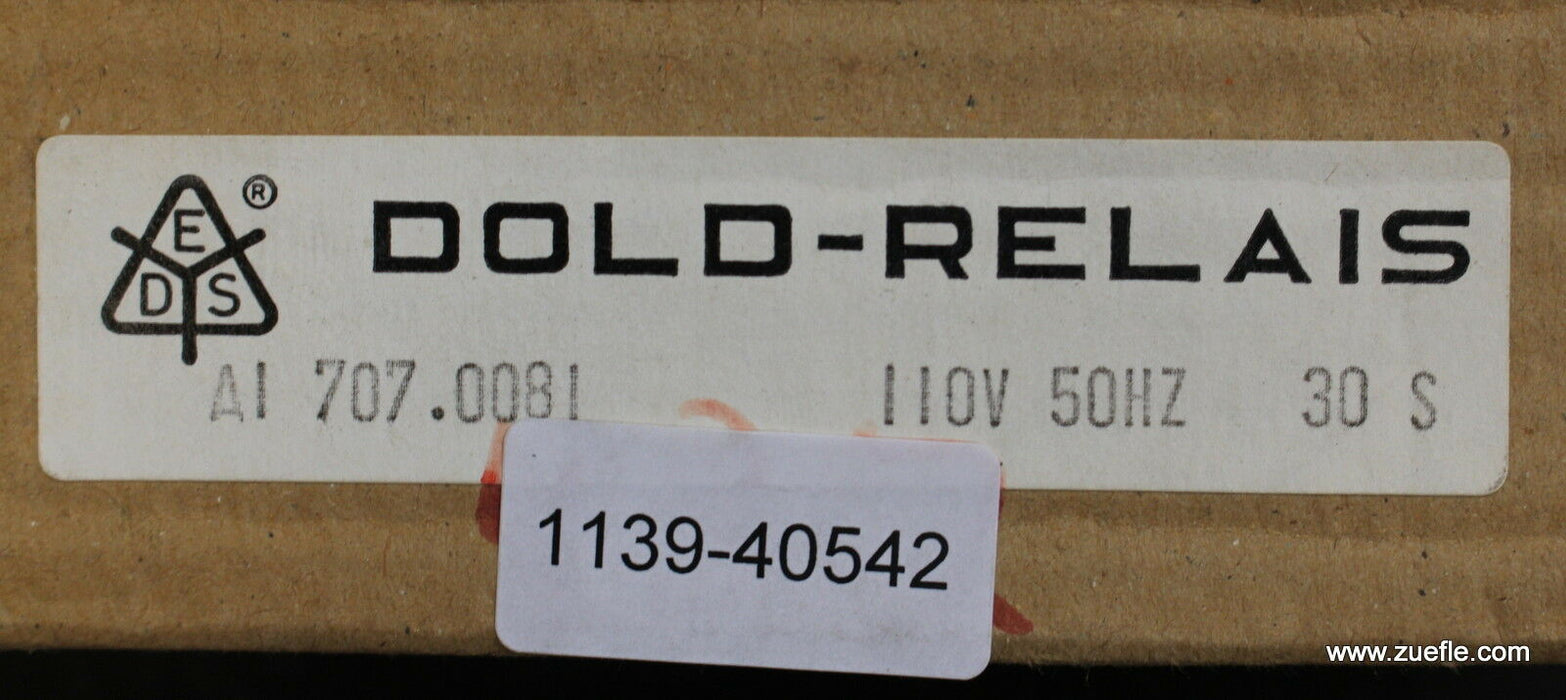 E
D S
®
DOLD-RELAIS
AI 707.0081 110V 50HZ 30 S
1139-40542
www.zuefle.com